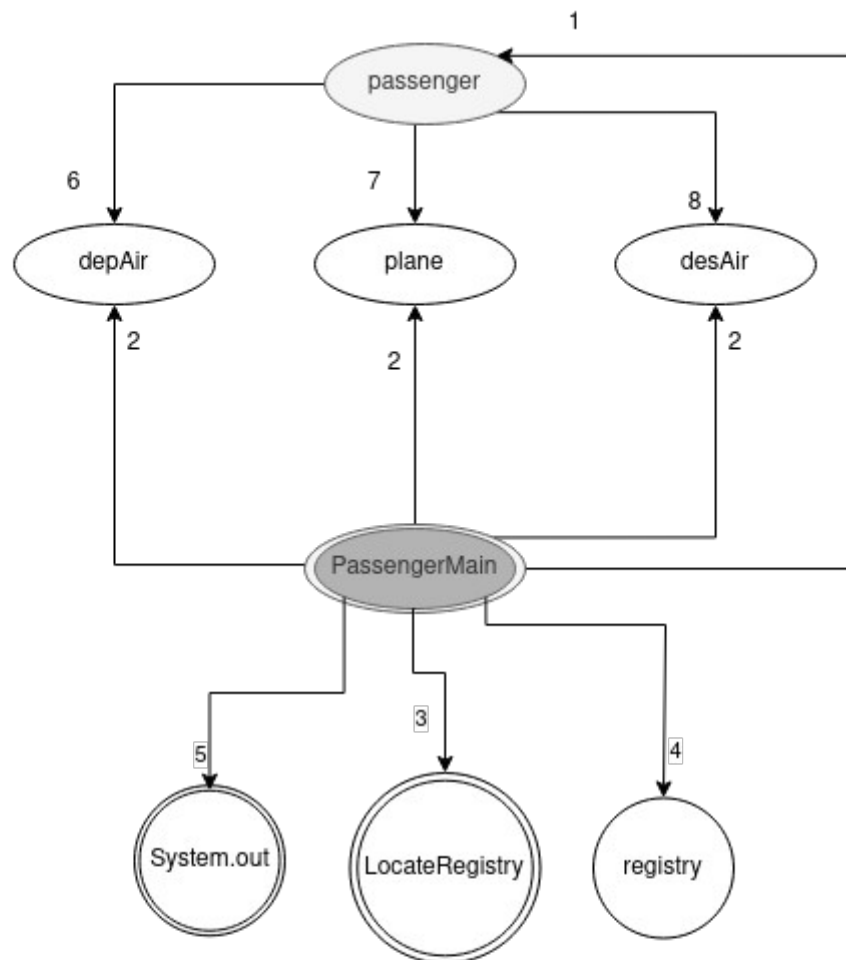 1
passenger
6
7
8
depAir
plane
desAir
2
2
2
PassengerMain
3
5
4
System.out
LocateRegistry
registry